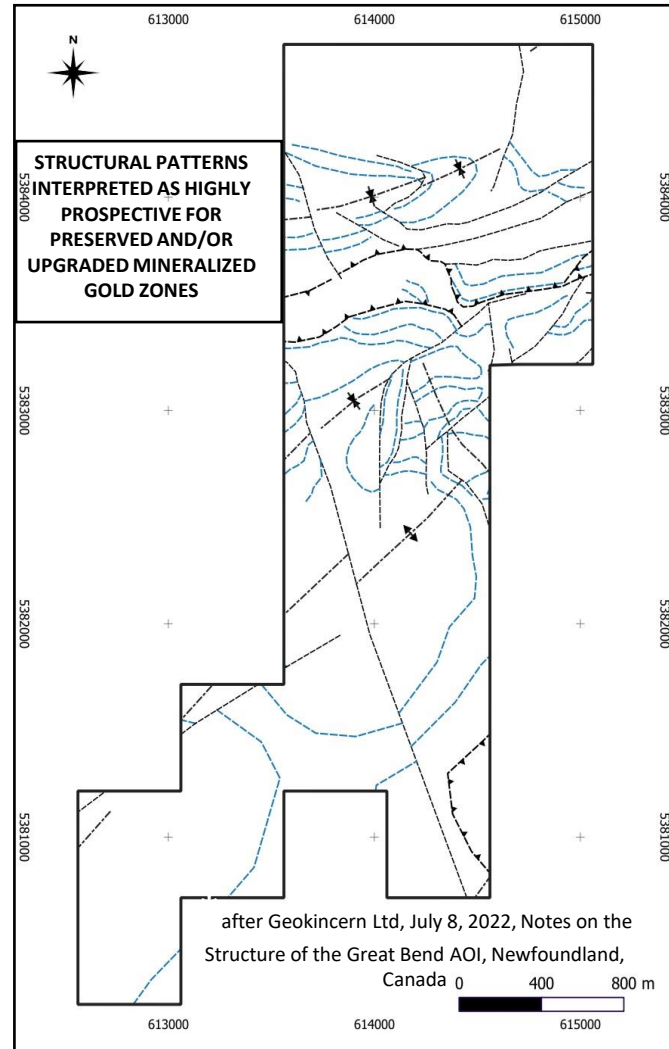 613000 614000 615000
N
STRUCTURAL PATTERNS
INTERPRETED AS HIGHLY
PROSPECTIVE FOR
PRESERVED AND/OR
UPGRADED MINERALIZED
GOLD ZONES
5384000 5384000
5383000 5383000
5382000 5382000
5381000 5381000
after Geokincern Ltd, July 8, 2022, Notes on the
Structure of the Great Bend AOI, Newfoundland,
Canada
0 400 800 m
613000 614000 615000